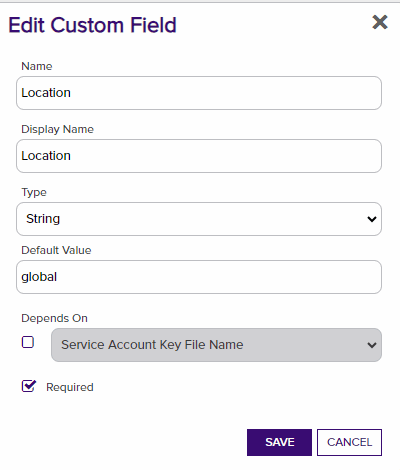 Edit Custom Field
Name
Location
Display Name
Location
Type
String
Default Value
global
Depends On
Service Account Key File Name
Required
SAVE CANCEL